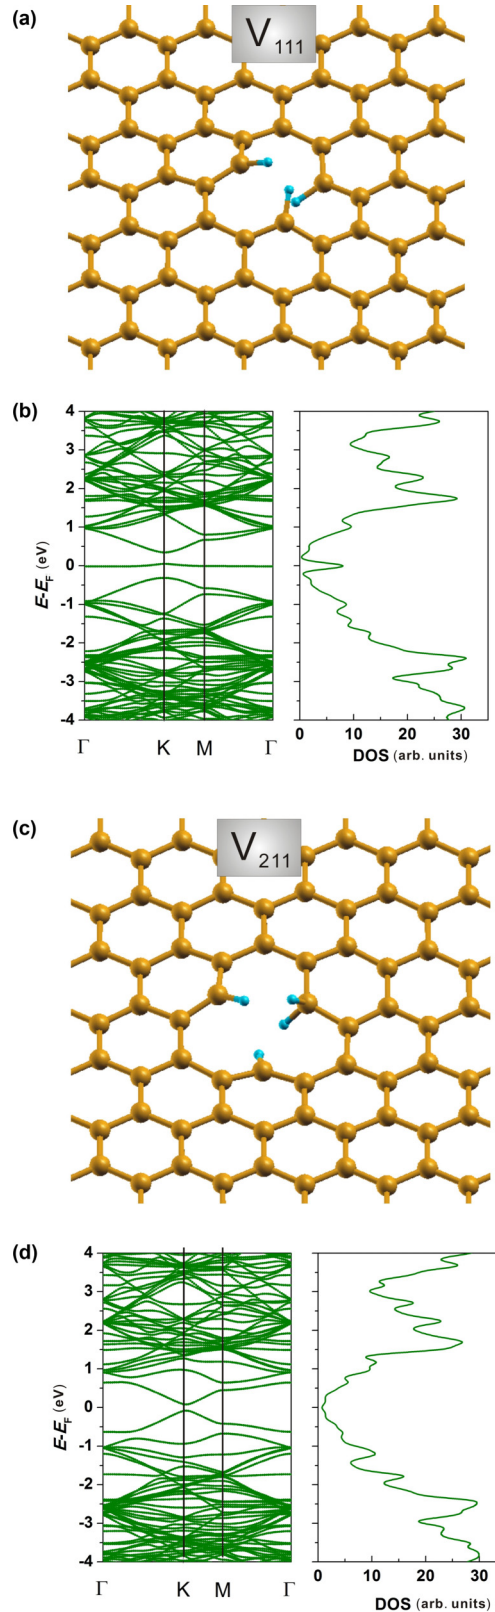 (a)
V111
(b)
4
3
2
1
0
-1
-2
-3
-4
E-EF (eV)
Γ K M Γ
0 10 20 30
DOS (arb. units)
(c)
V211
(d)
4
3
2
1
0
-1
-2
-3
-4
E-EF (eV)
Γ K M Γ
0 10 20 30
DOS (arb. units)